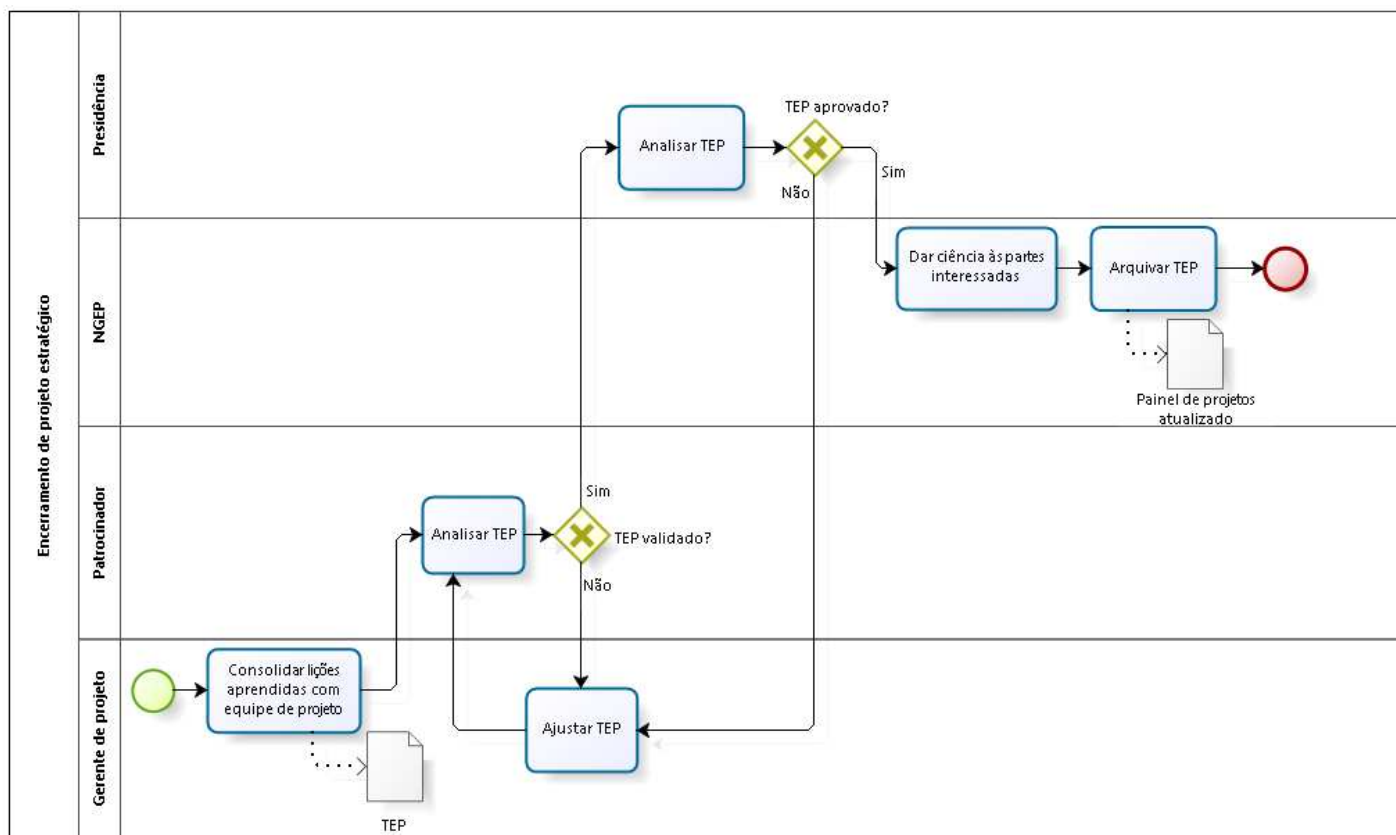 Encerramento de projeto estratégico
Presidência
TEP aprovado?
Analisar TEP
Sim
Não
NGEP
Dar ciência às partes
interessadas
Arquivar TEP
Painel de projetos
atualizado
Patrocinador
Sim
Analisar TEP
TEP validado?
Não
Gerente de projeto
Consolidar lições
aprendidas com
equipe de projeto
Ajustar TEP
TEP